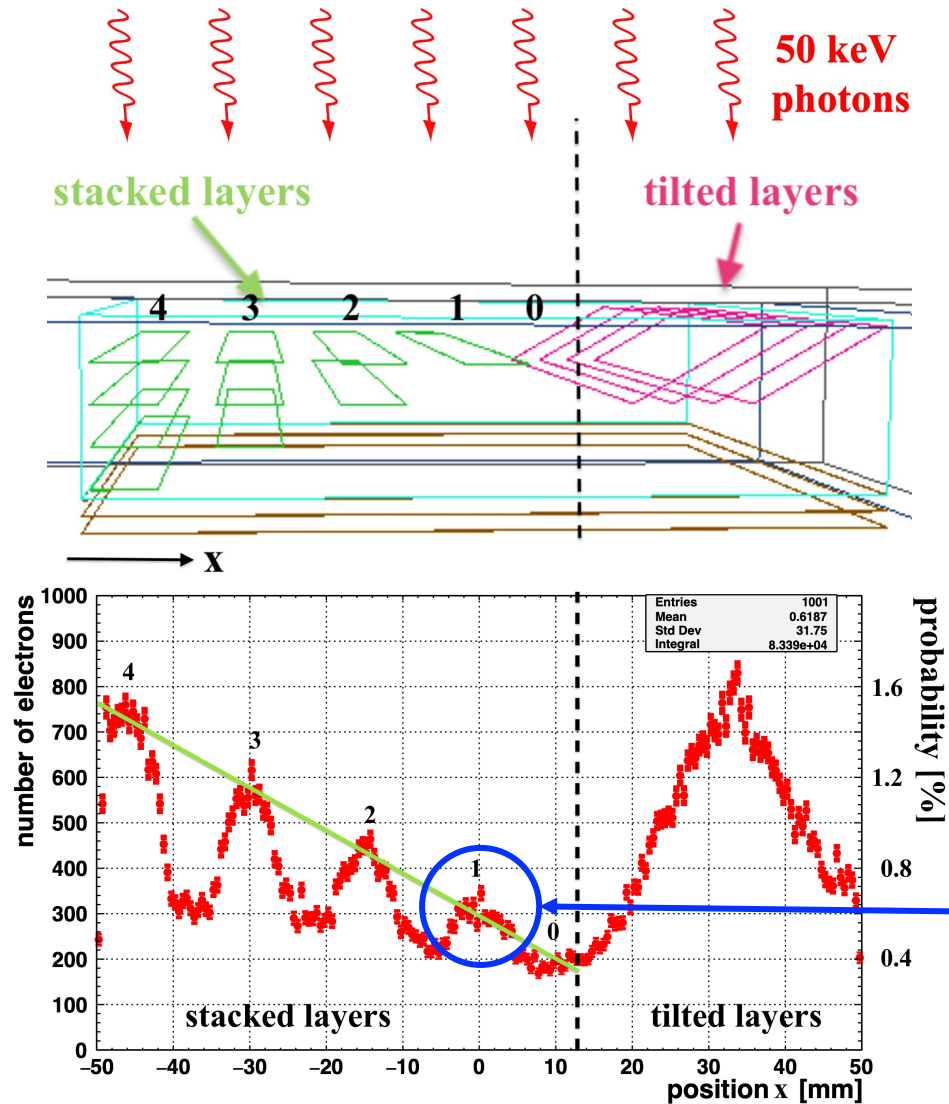 50 keV
photons
stacked layers
tilted layers
4 3 2 1 0
x
number of electrons
1000
900
800
700
600
500
400
300
200
100
0
4
3
2
1
0
Entries 1001
Mean 0.6187
Std Dev 31.75
Integral 8.339e+04
probability [%]
1.6
1.2
0.8
0.4
stacked layers
tilted layers
−50 −40 −30 −20 −10 0 10 20 30 40 50
position x [mm]